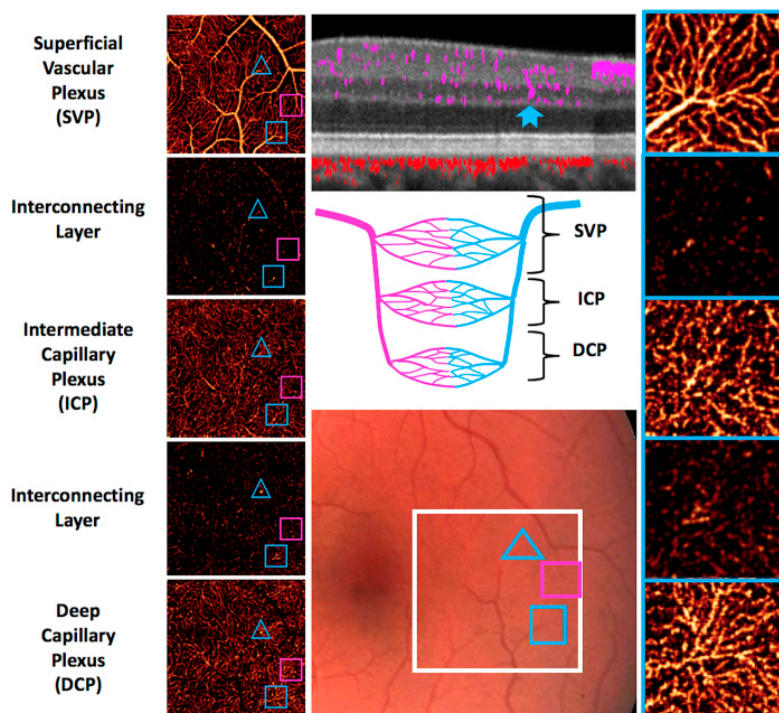 Superficial
Vascular
Plexus
(SVP)
Interconnecting
Layer
Intermediate
Capillary
Plexus
(ICP)
Interconnecting
Layer
Deep
Capillary
Plexus
(DCP)
SVP
ICP
DCP